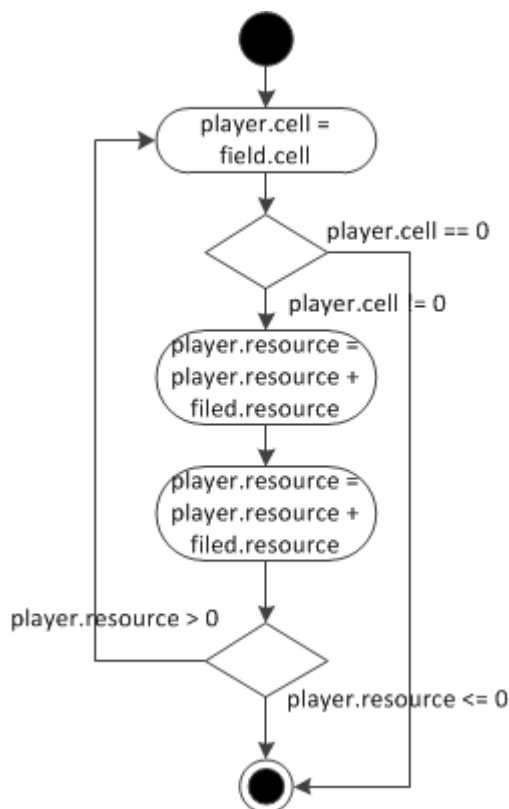 player.cell =
field.cell
player.cell == 0
player.cell != 0
player.resource =
player.resource +
filed.resource
player.resource =
player.resource +
filed.resource
player.resource > 0
player.resource <= 0